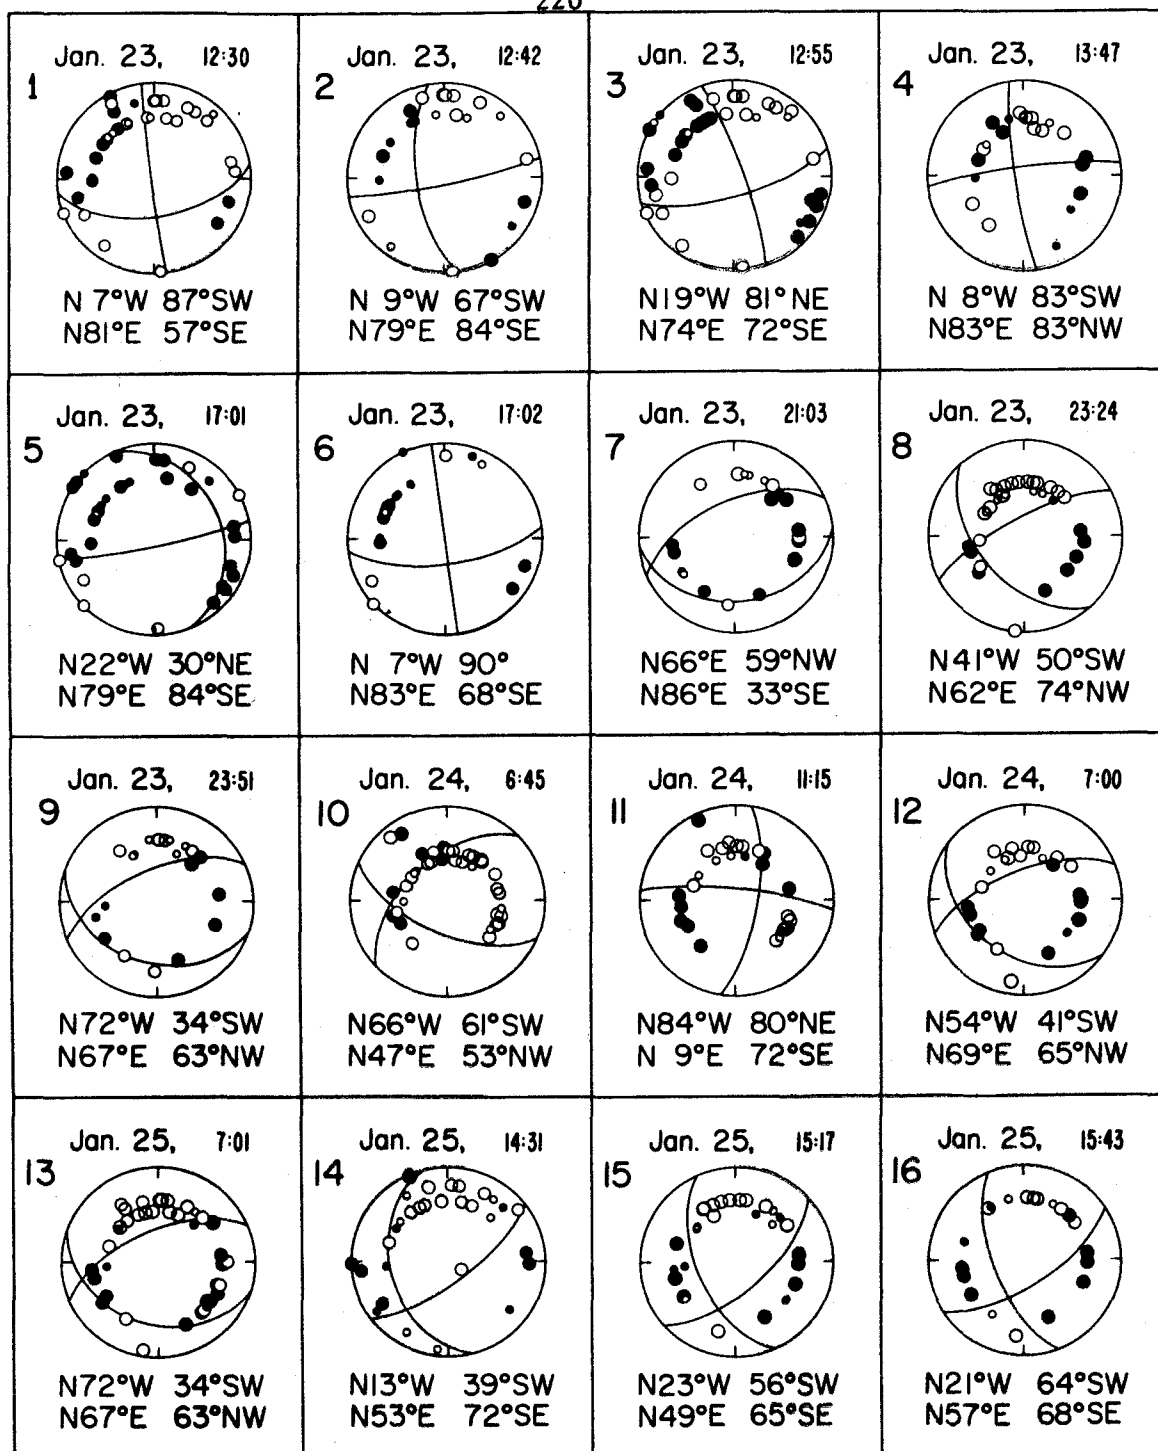 220
1 Jan. 23, 12:30
N 7°W 87°SW
N81°E 57°SE
2 Jan. 23, 12:42
N 9°W 67°SW
N79°E 84°SE
3 Jan. 23, 12:55
N19°W 81°NE
N74°E 72°SE
4 Jan. 23, 13:47
N 8°W 83°SW
N83°E 83°NW
5 Jan. 23, 17:01
N22°W 30°NE
N79°E 84°SE
6 Jan. 23, 17:02
N 7°W 90°
N83°E 68°SE
7 Jan. 23, 21:03
N66°E 59°NW
N86°E 33°SE
8 Jan. 23, 23:24
N41°W 50°SW
N62°E 74°NW
9 Jan. 23, 23:51
N72°W 34°SW
N67°E 63°NW
10 Jan. 24, 6:45
N66°W 61°SW
N47°E 53°NW
11 Jan. 24, 11:15
N84°W 80°NE
N 9°E 72°SE
12 Jan. 24, 7:00
N54°W 41°SW
N69°E 65°NW
13 Jan. 25, 7:01
N72°W 34°SW
N67°E 63°NW
14 Jan. 25, 14:31
N13°W 39°SW
N53°E 72°SE
15 Jan. 25, 15:17
N23°W 56°SW
N49°E 65°SE
16 Jan. 25, 15:43
N21°W 64°SW
N57°E 68°SE